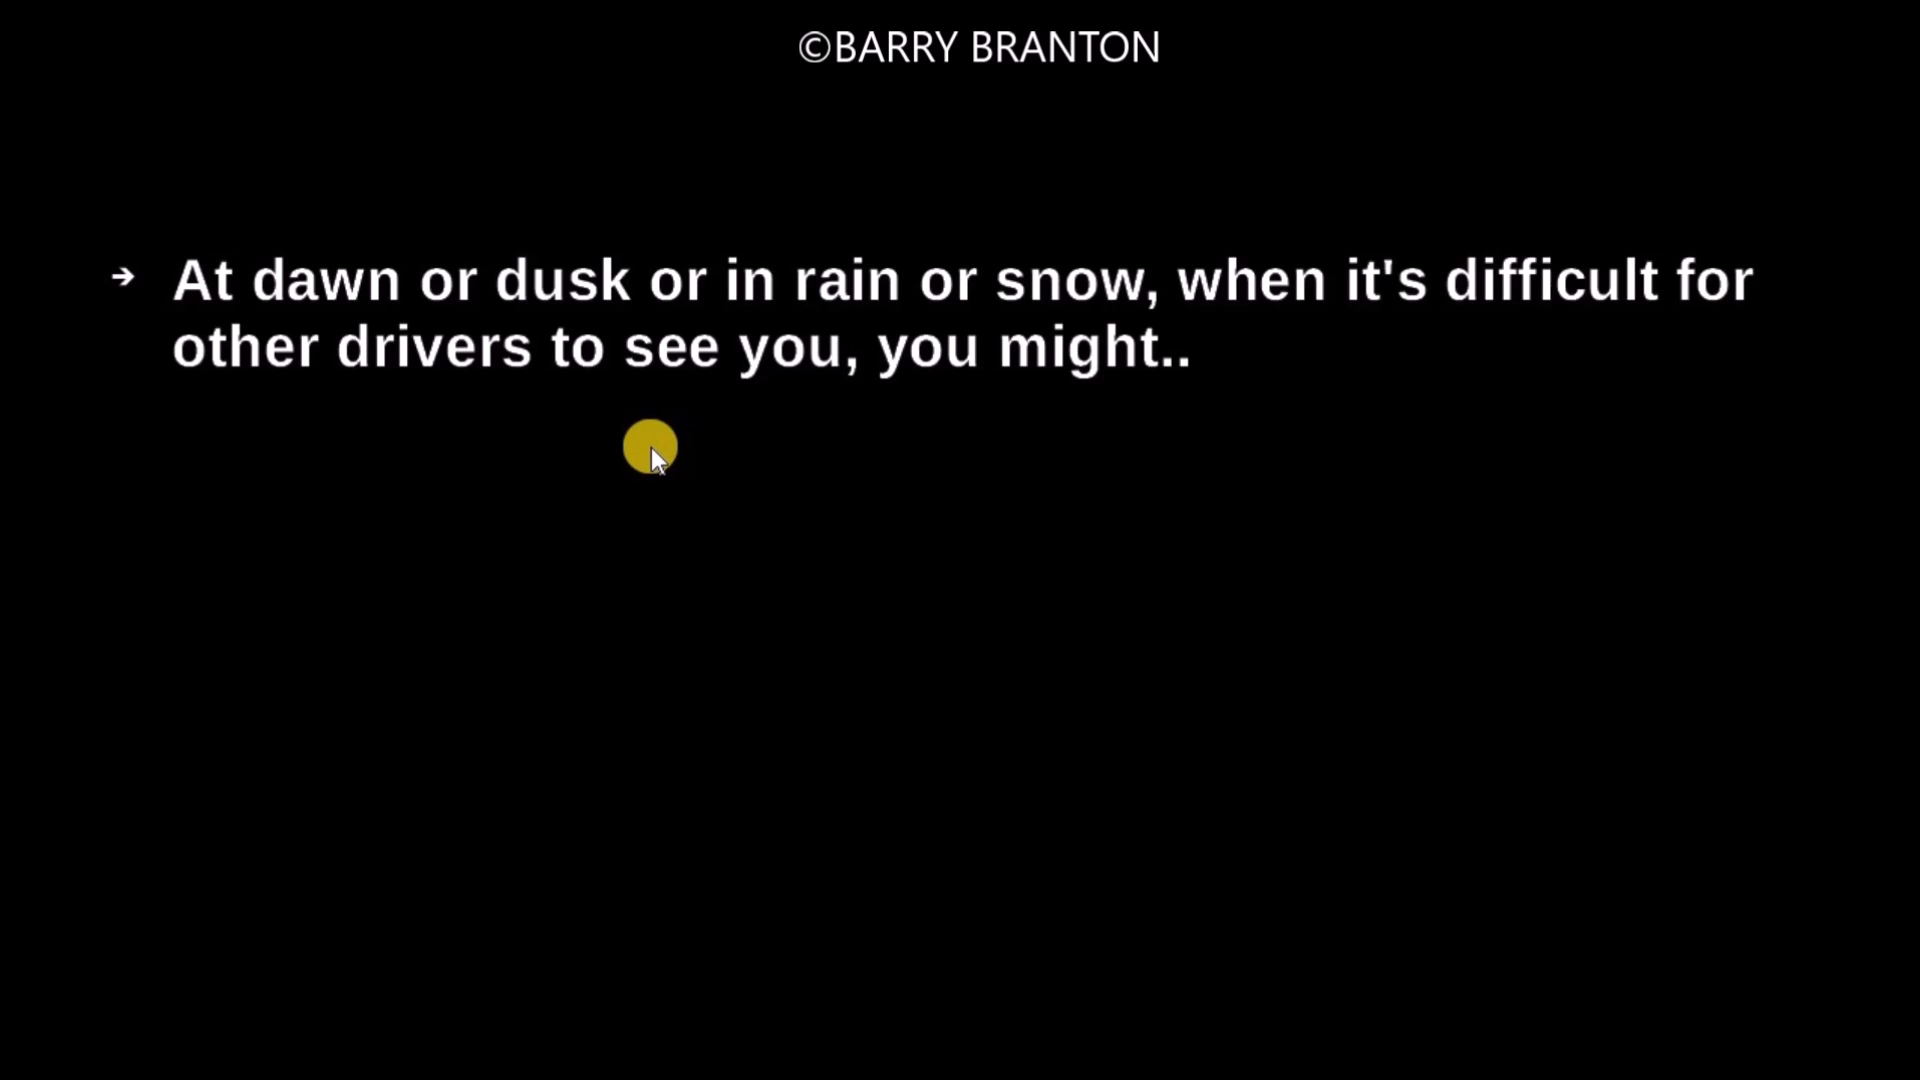 ©BARRY BRANTON
➔ At dawn or dusk or in rain or snow, when it's difficult for
other drivers to see you, you might..